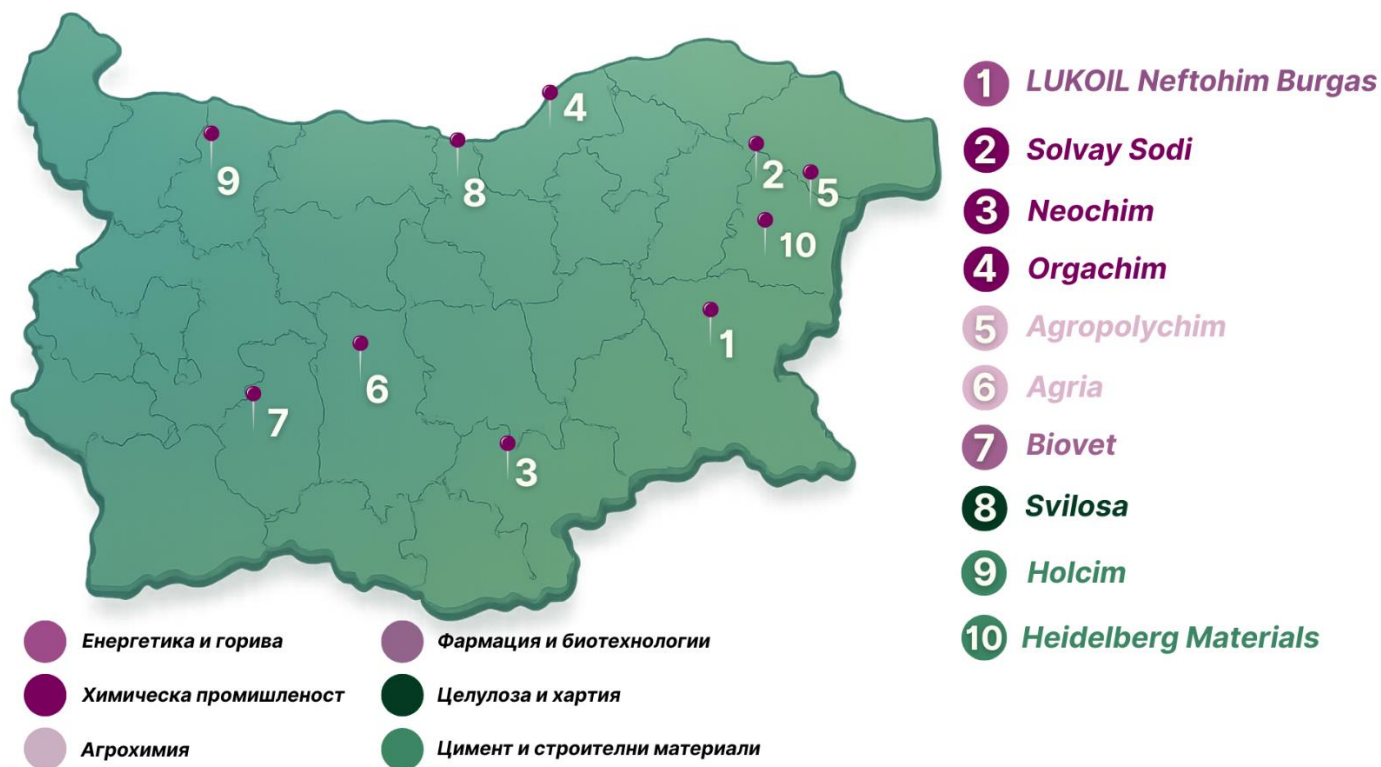 4
9
8
2
5
10
1
6
7
3
1 LUKOIL Neftohim Burgas
2 Solvay Sodi
3 Neochim
4 Orgachim
5 Agropolychim
6 Agria
7 Biovet
8 Svilosa
9 Holcim
10 Heidelberg Materials
Енергетика и горива
Химическа промишленост
Агрохимия
Фармация и биотехнологии
Целулоза и хартия
Цимент и строителни материали